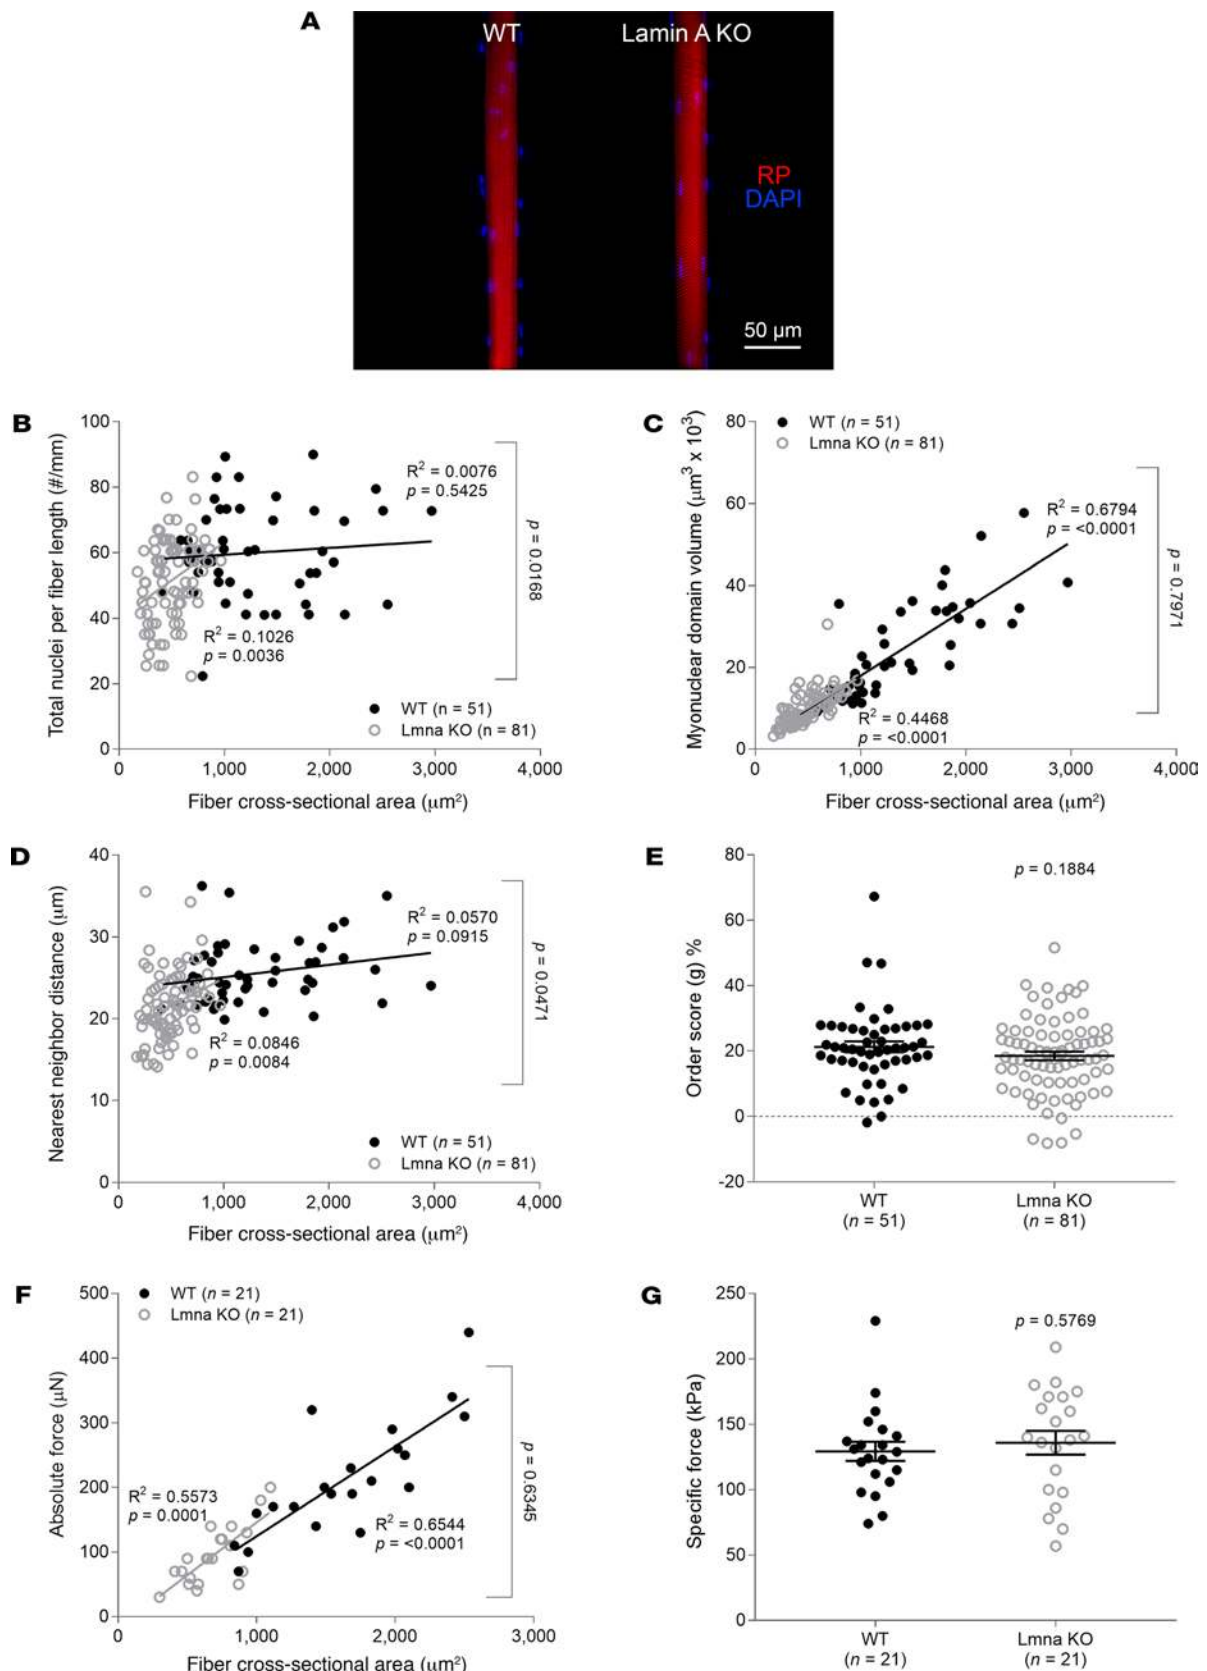 A
WT
Lamin A KO
RP
DAPI
50 µm
B
Total nuclei per fiber length (#/mm)
100
80
60
40
20
0
R² = 0.0076
p = 0.5425
R² = 0.1026
p = 0.0036
p = 0.0168
WT (n = 51)
Lmna KO (n = 81)
0
1,000
2,000
3,000
4,000
Fiber cross-sectional area (µm²)
C
Myonuclear domain volume (µm³ x 10³)
80
60
40
20
0
WT (n = 51)
Lmna KO (n = 81)
R² = 0.6794
p = <0.0001
R² = 0.4468
p = <0.0001
p = 0.7971
0
1,000
2,000
3,000
4,000
Fiber cross-sectional area (µm²)
D
Nearest neighbor distance (µm)
40
30
20
10
0
R² = 0.0570
p = 0.0915
R² = 0.0846
p = 0.0084
p = 0.0471
WT (n = 51)
Lmna KO (n = 81)
0
1,000
2,000
3,000
4,000
Fiber cross-sectional area (µm²)
E
Order score (g) %
80
60
40
20
0
-20
p = 0.1884
WT
(n = 51)
Lmna KO
(n = 81)
F
Absolute force (µN)
500
400
300
200
100
0
WT (n = 21)
Lmna KO (n = 21)
R² = 0.5573
p = 0.0001
R² = 0.6544
p = <0.0001
p = 0.6345
0
1,000
2,000
3,000
Fiber cross-sectional area (µm²)
G
Specific force (kPa)
250
200
150
100
50
0
p = 0.5769
WT
(n = 21)
Lmna KO
(n = 21)